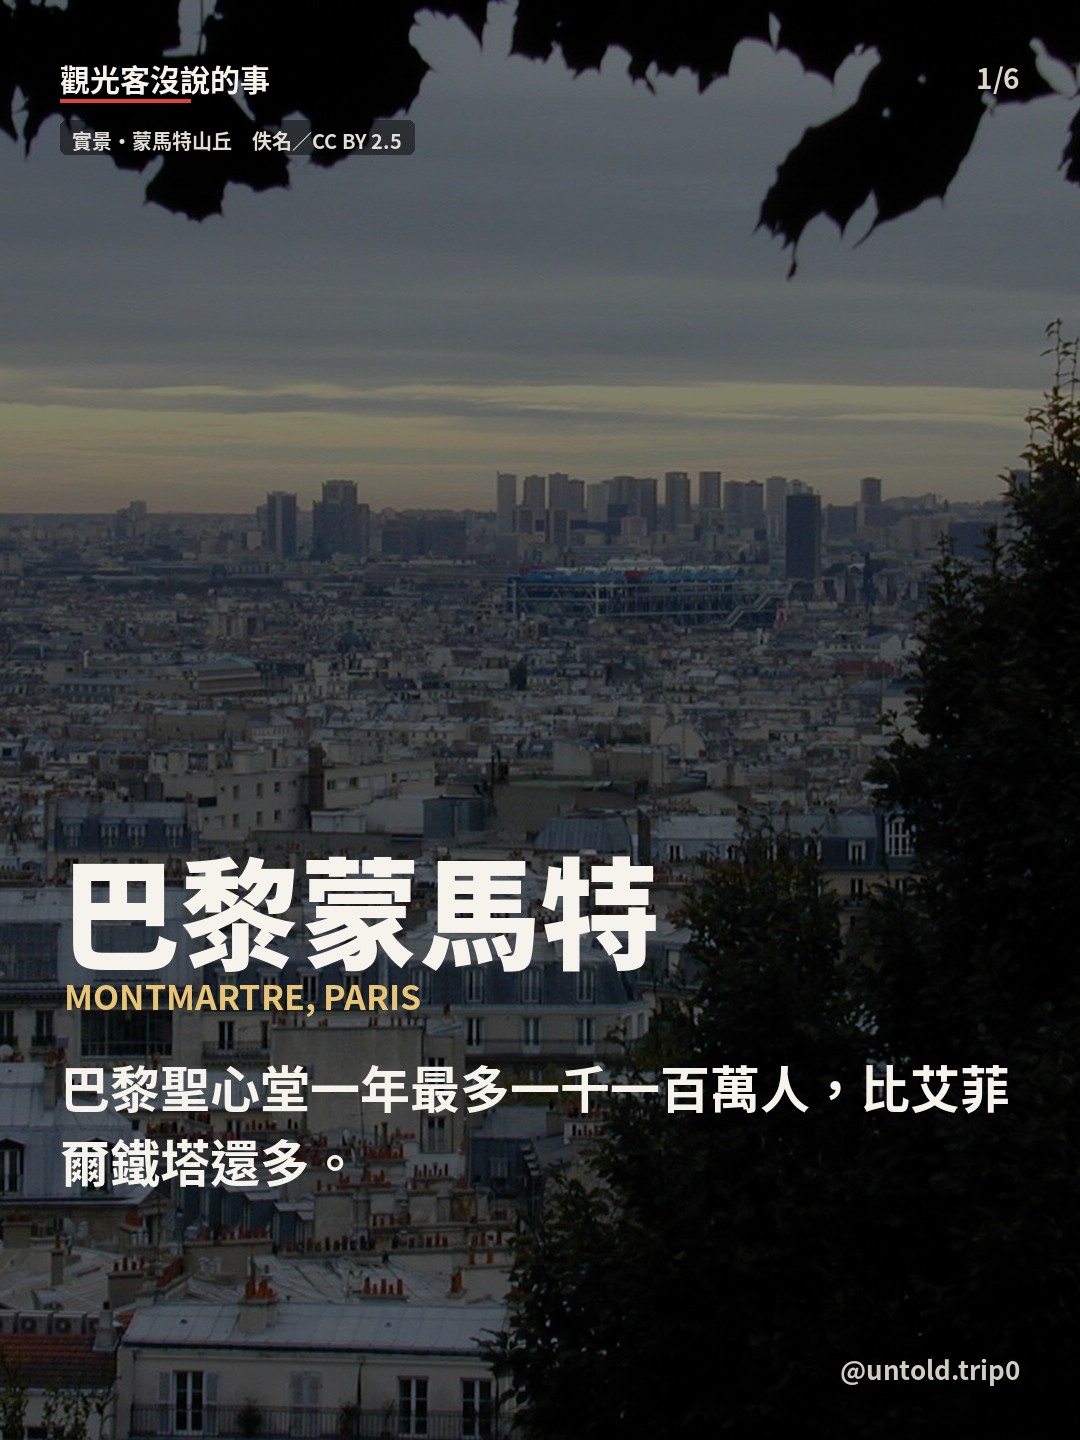 觀光客沒說的事
1/6
實景・蒙馬特山丘　佚名／CC BY 2.5
巴黎蒙馬特
MONTMARTRE, PARIS
巴黎聖心堂一年最多一千一百萬人，比艾菲
爾鐵塔還多。
@untold.trip0